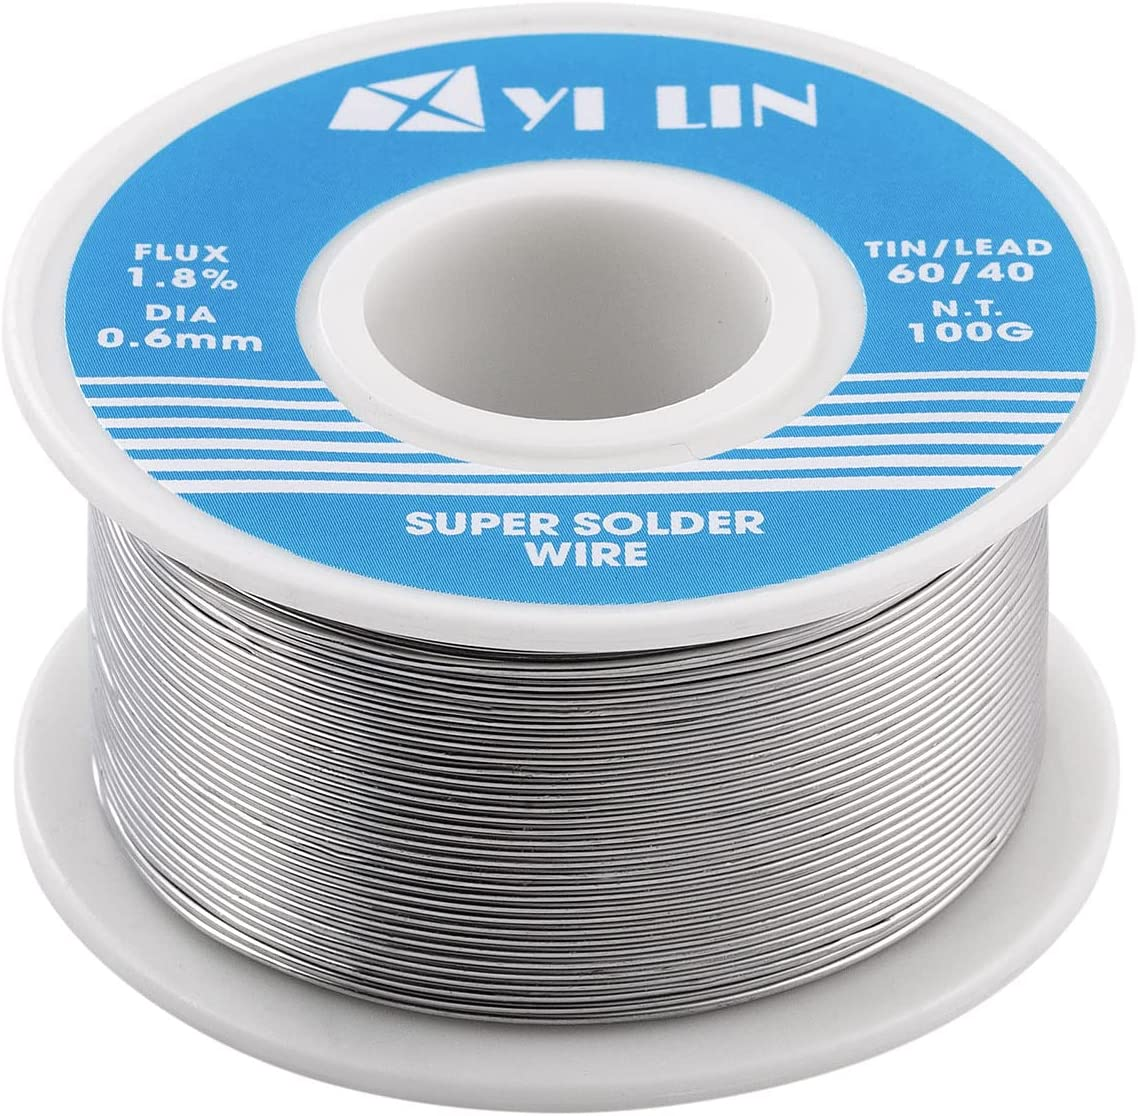 YI LIN
FLUX
1.8%
DIA
0.6mm
TIN/LEAD
60/40
N.T.
100G
SUPER SOLDER
WIRE